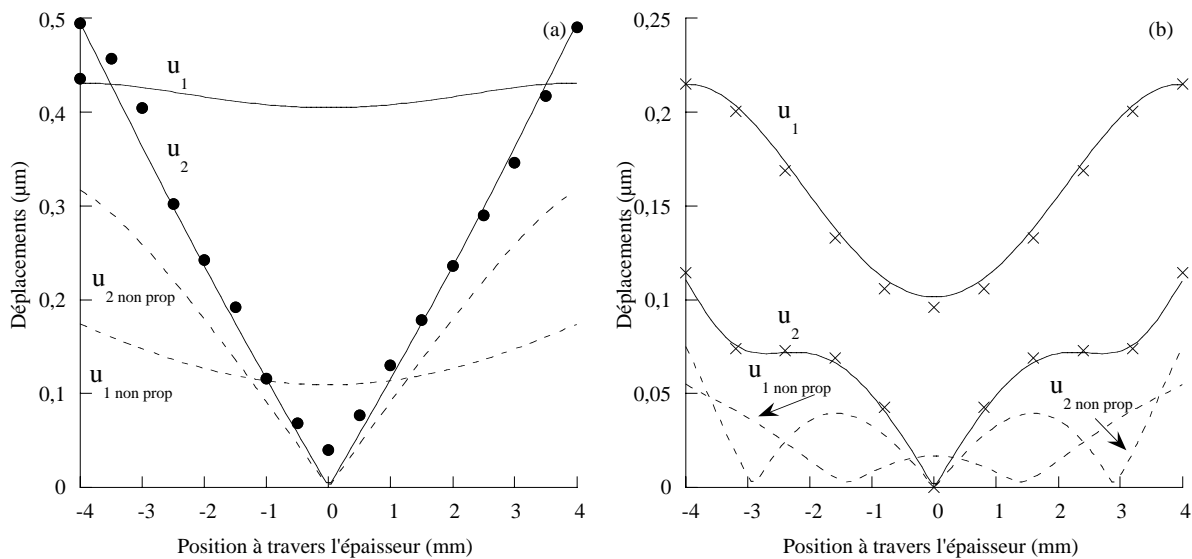 0,5
0,4
0,3
0,2
0,1
0
(a)
u1
u2
u2 non prop
u1 non prop
Déplacements (µm)
-4 -3 -2 -1 0 1 2 3 4
Position à travers l'épaisseur (mm)
0,25
0,2
0,15
0,1
0,05
0
(b)
u1
u2
u1 non prop
u2 non prop
Déplacements (µm)
-4 -3 -2 -1 0 1 2 3 4
Position à travers l'épaisseur (mm)